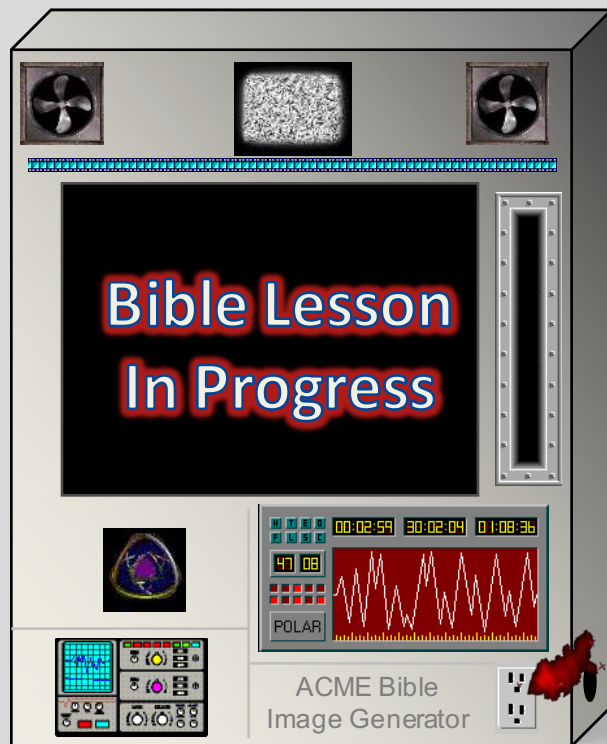 Bible Lesson
In Progress
H T E D
F L S C
00:02:59 30:02:04 01:08:36
47 08
POLAR
ACME Bible
Image Generator